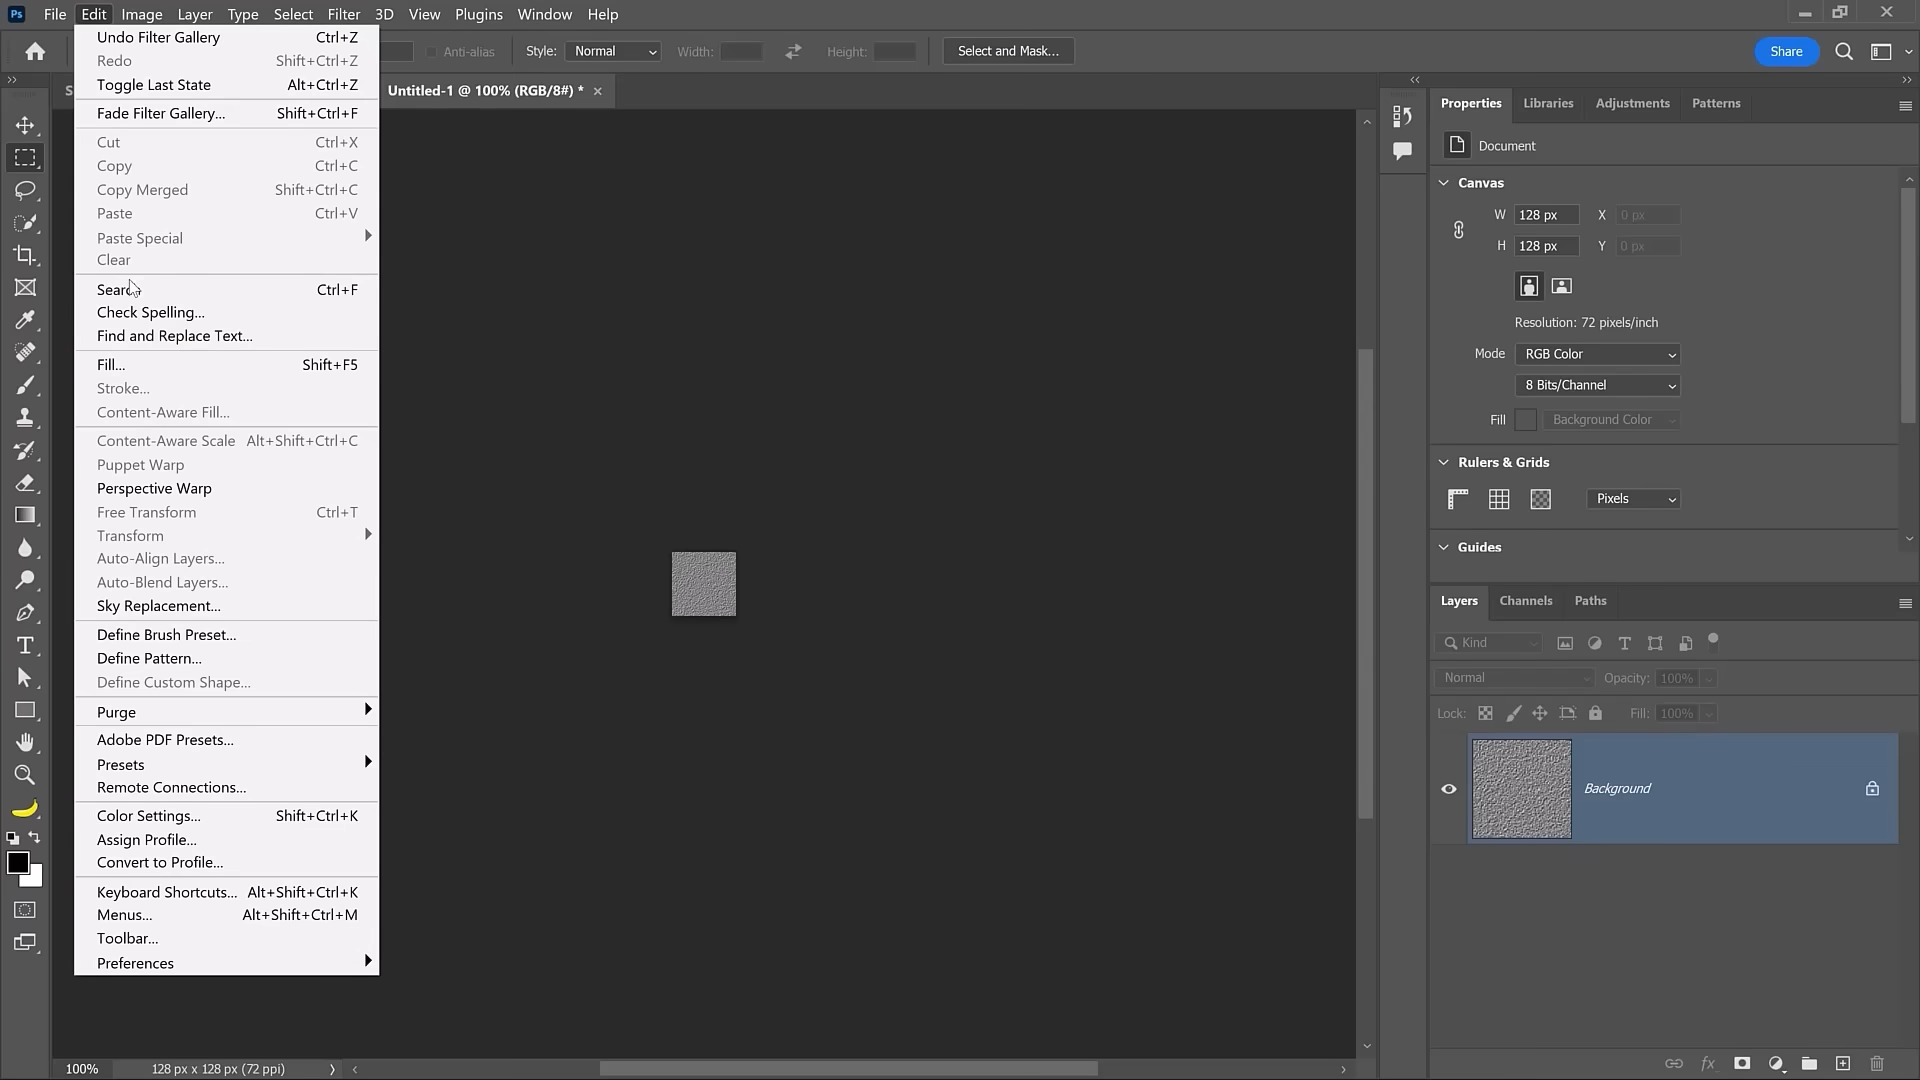 Ps File Edit Image Layer Type Select Filter 3D View Plugins Window Help
Anti-alias Style: Normal Width: Height: Select and Mask... Share
Untitled-1 @ 100% (RGB/8#) *
Undo Filter Gallery Ctrl+Z
Redo Shift+Ctrl+Z
Toggle Last State Alt+Ctrl+Z
Fade Filter Gallery... Shift+Ctrl+F
Cut Ctrl+X
Copy Ctrl+C
Copy Merged Shift+Ctrl+C
Paste Ctrl+V
Paste Special
Clear
Search Ctrl+F
Check Spelling...
Find and Replace Text...
Fill... Shift+F5
Stroke...
Content-Aware Fill...
Content-Aware Scale Alt+Shift+Ctrl+C
Puppet Warp
Perspective Warp
Free Transform Ctrl+T
Transform
Auto-Align Layers...
Auto-Blend Layers...
Sky Replacement...
Define Brush Preset...
Define Pattern...
Define Custom Shape...
Purge
Adobe PDF Presets...
Presets
Remote Connections...
Color Settings... Shift+Ctrl+K
Assign Profile...
Convert to Profile...
Keyboard Shortcuts... Alt+Shift+Ctrl+K
Menus... Alt+Shift+Ctrl+M
Toolbar...
Preferences
Properties Libraries Adjustments Patterns
Document
Canvas
W 128 px X 0 px
H 128 px Y 0 px
Resolution: 72 pixels/inch
Mode RGB Color
8 Bits/Channel
Fill Background Color
Rulers & Grids
Pixels
Guides
Layers Channels Paths
Kind
Normal Opacity: 100%
Lock: Fill: 100%
Background
fx
100% 128 px x 128 px (72 ppi)